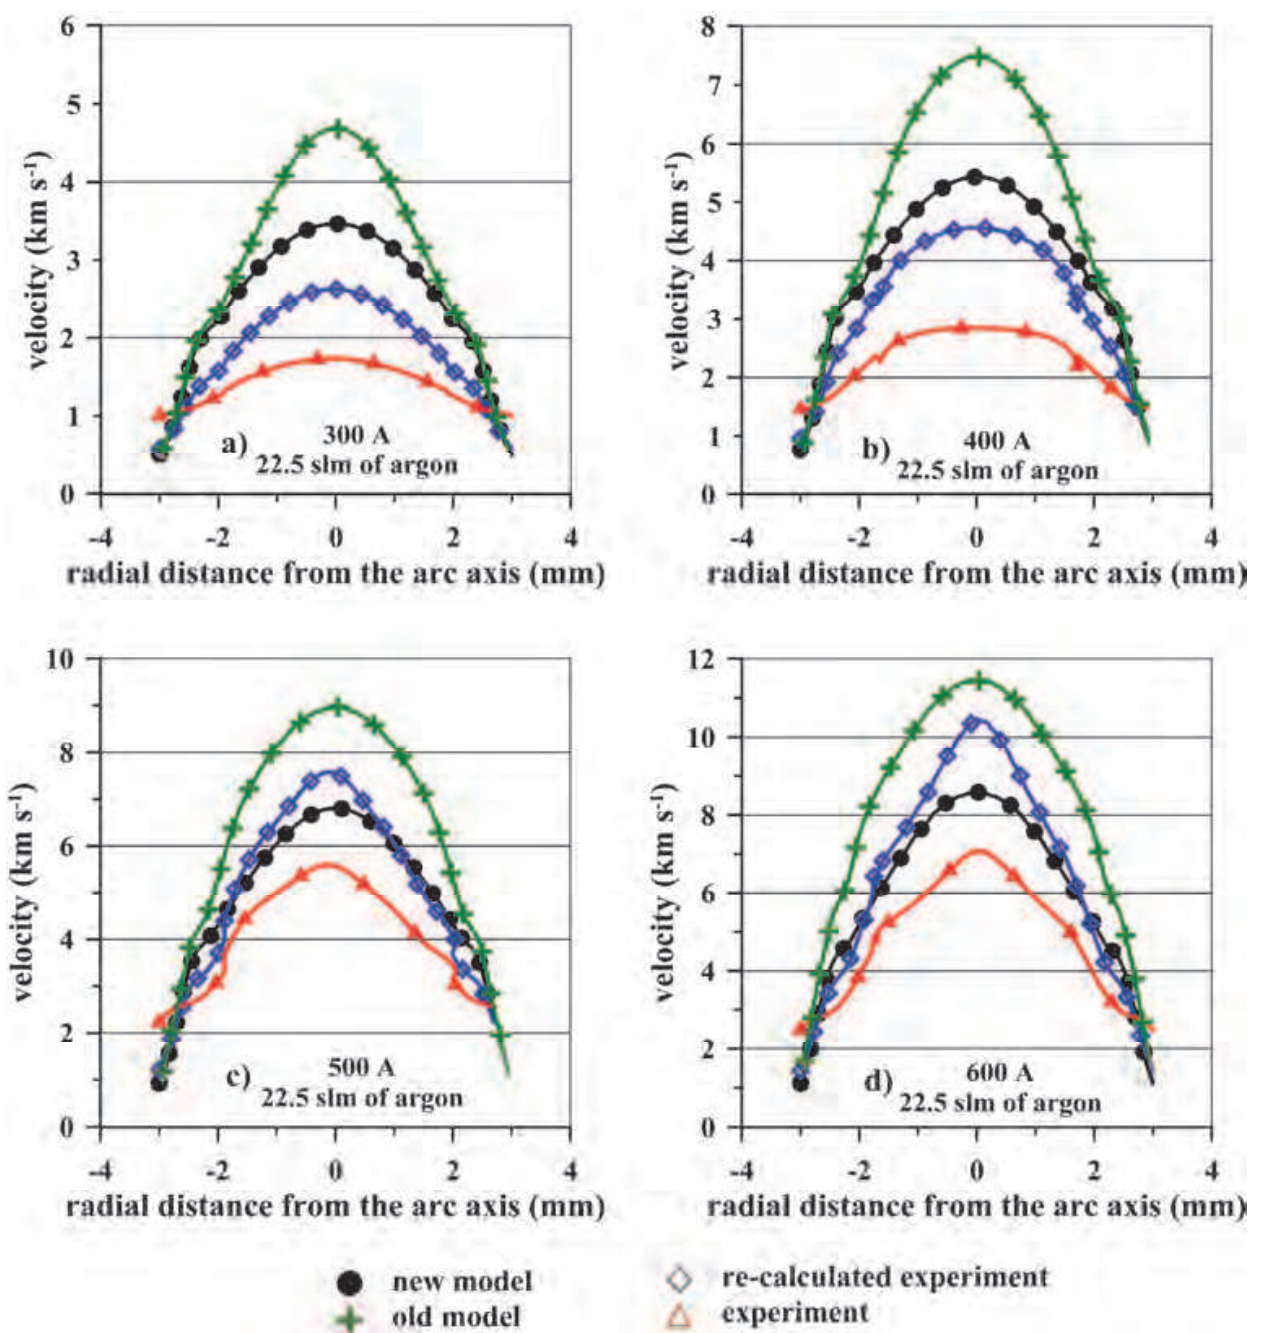 6
5
4
3
2
1
0
velocity (km s-1)
a) 300 A
22.5 slm of argon
-4 -2 0 2 4
radial distance from the arc axis (mm)
8
7
6
5
4
3
2
1
0
velocity (km s-1)
b) 400 A
22.5 slm of argon
-4 -2 0 2 4
radial distance from the arc axis (mm)
10
8
6
4
2
0
velocity (km s-1)
c) 500 A
22.5 slm of argon
-4 -2 0 2 4
radial distance from the arc axis (mm)
12
10
8
6
4
2
0
velocity (km s-1)
d) 600 A
22.5 slm of argon
-4 -2 0 2 4
radial distance from the arc axis (mm)
new model
old model
re-calculated experiment
experiment